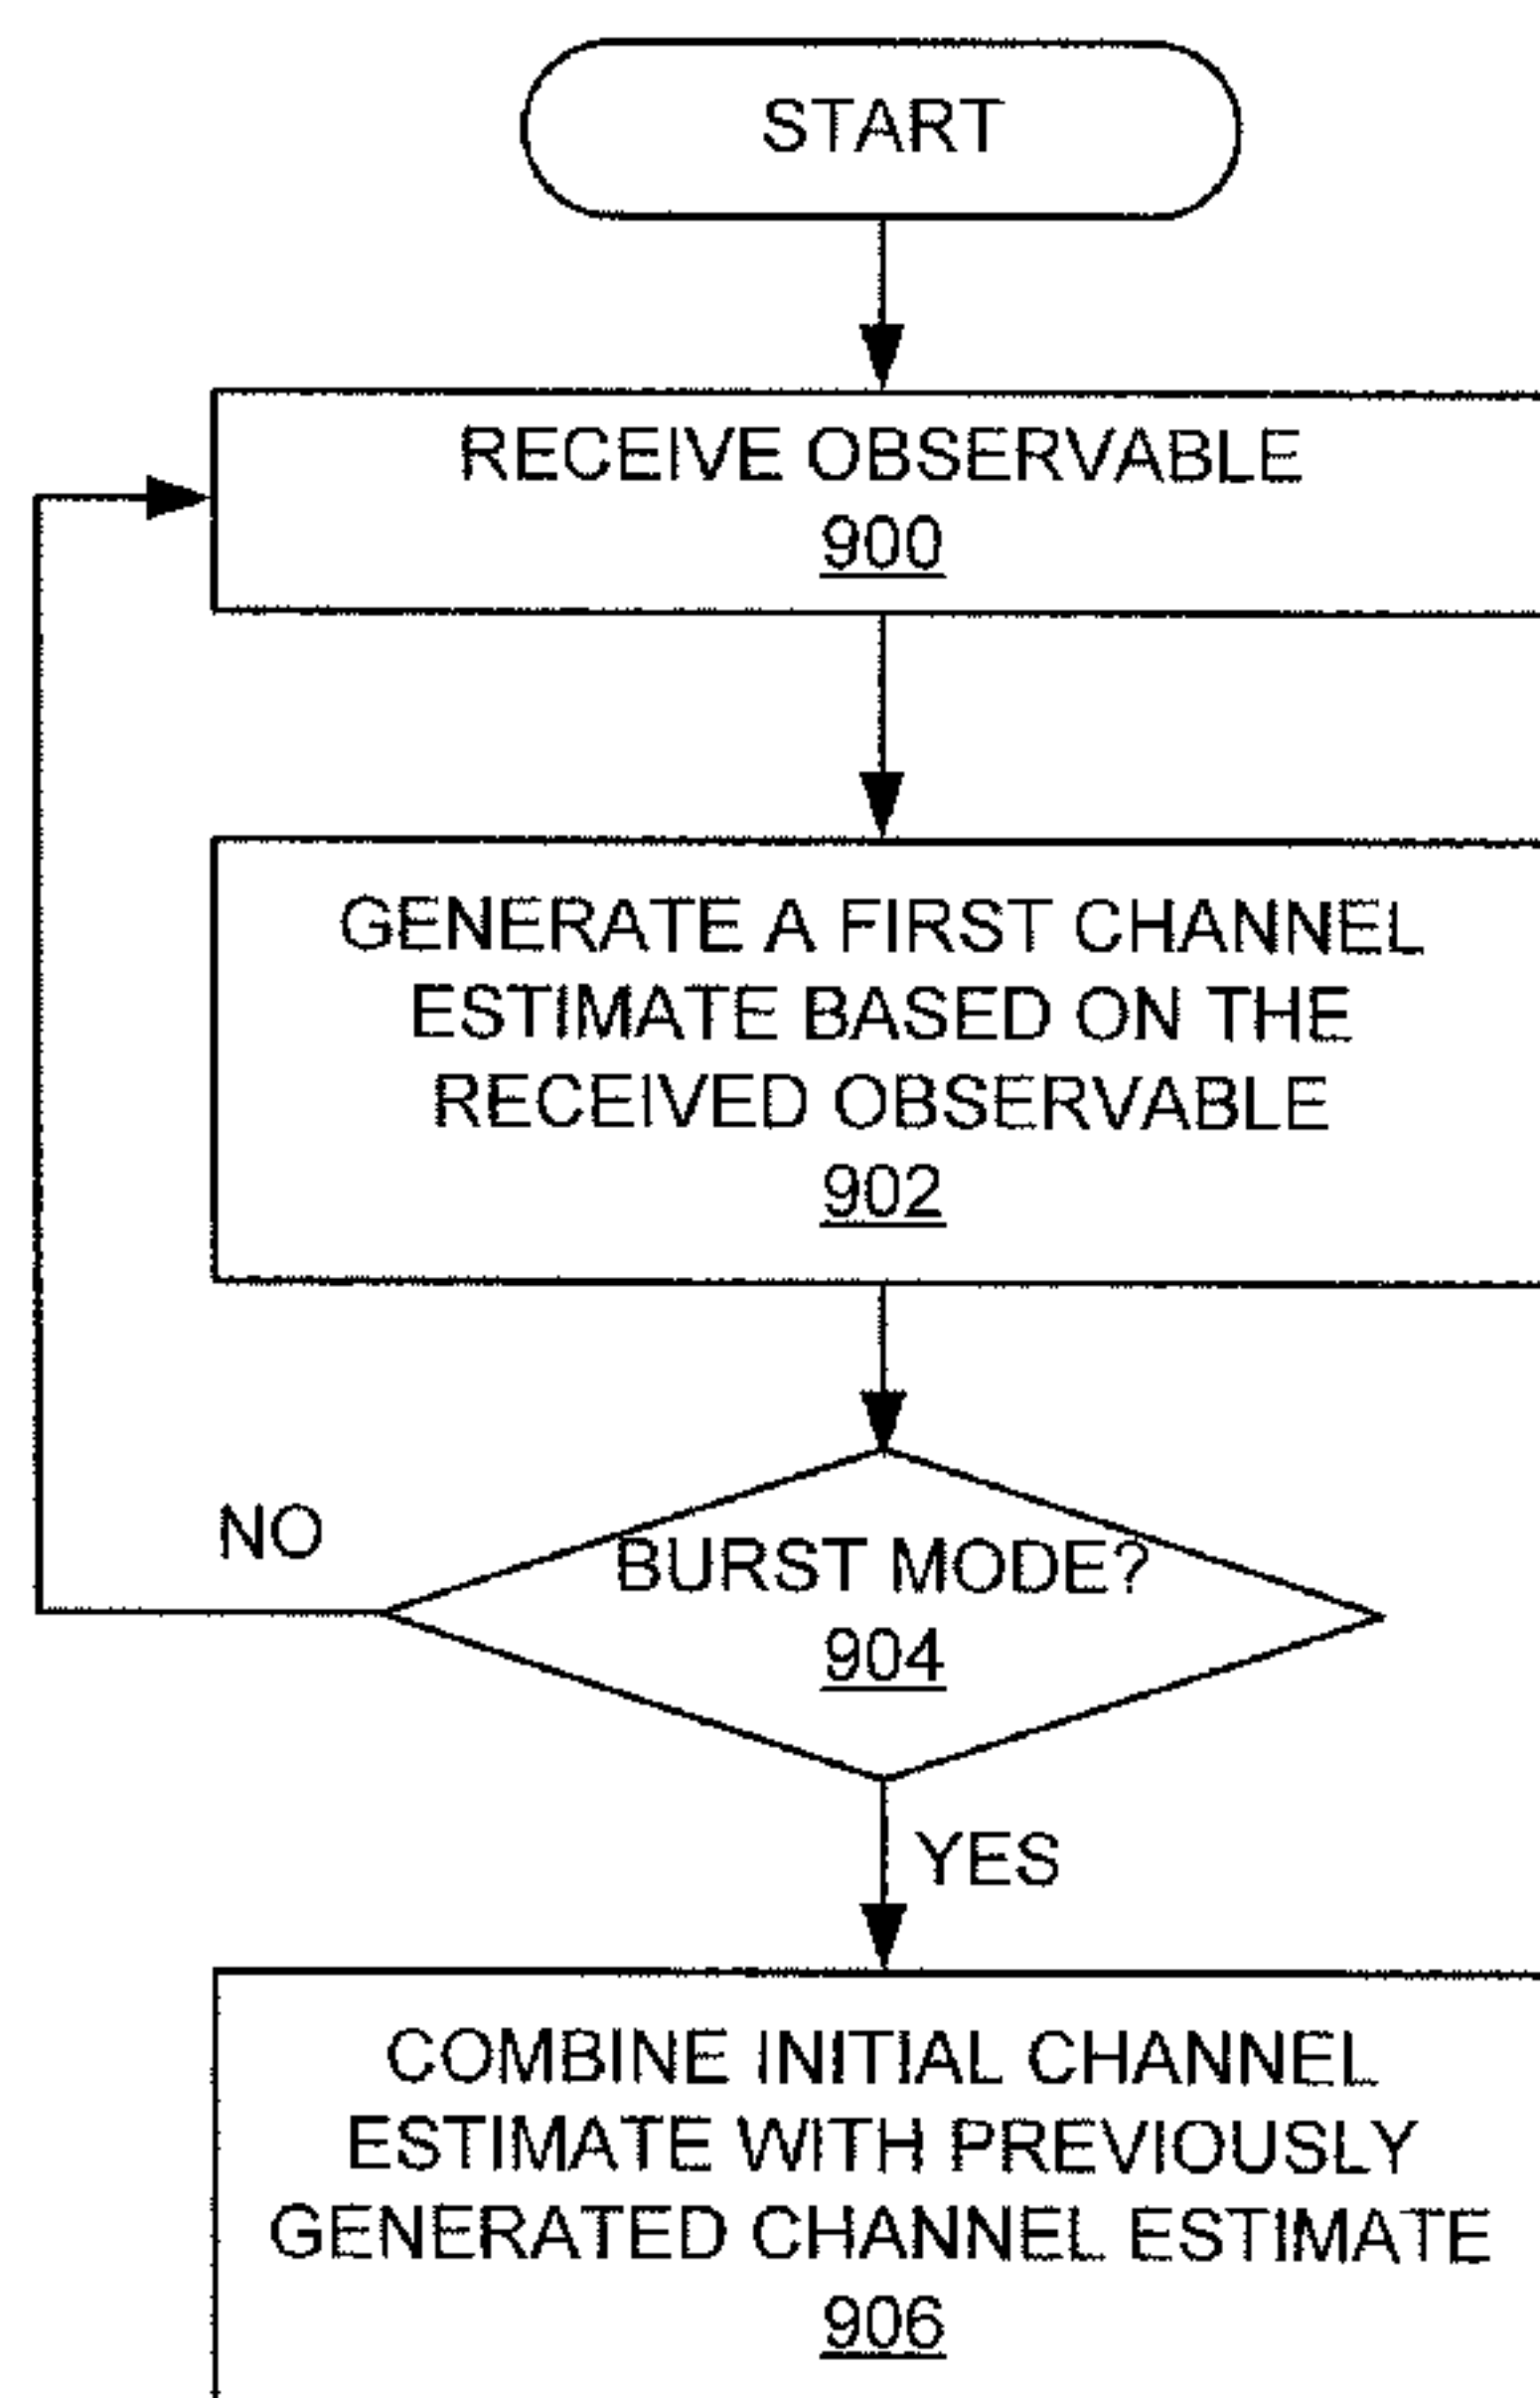 START
RECEIVE OBSERVABLE
900
GENERATE A FIRST CHANNEL
ESTIMATE BASED ON THE
RECEIVED OBSERVABLE
902
NO
BURST MODE?
904
YES
COMBINE INITIAL CHANNEL
ESTIMATE WITH PREVIOUSLY
GENERATED CHANNEL ESTIMATE
906